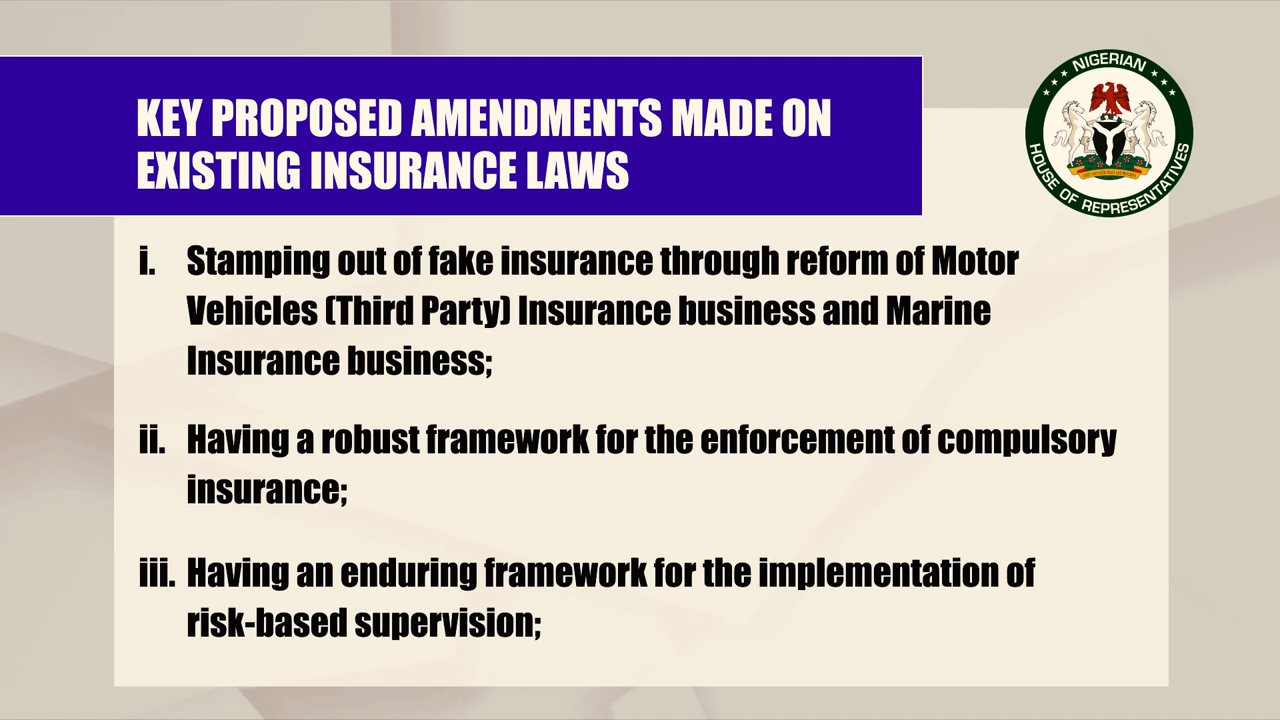 KEY PROPOSED AMENDMENTS MADE ON
EXISTING INSURANCE LAWS
NIGERIAN
HOUSE OF REPRESENTATIVES
i. Stamping out of fake insurance through reform of Motor
Vehicles (Third Party) Insurance business and Marine
Insurance business;
ii. Having a robust framework for the enforcement of compulsory
insurance;
iii. Having an enduring framework for the implementation of
risk-based supervision;